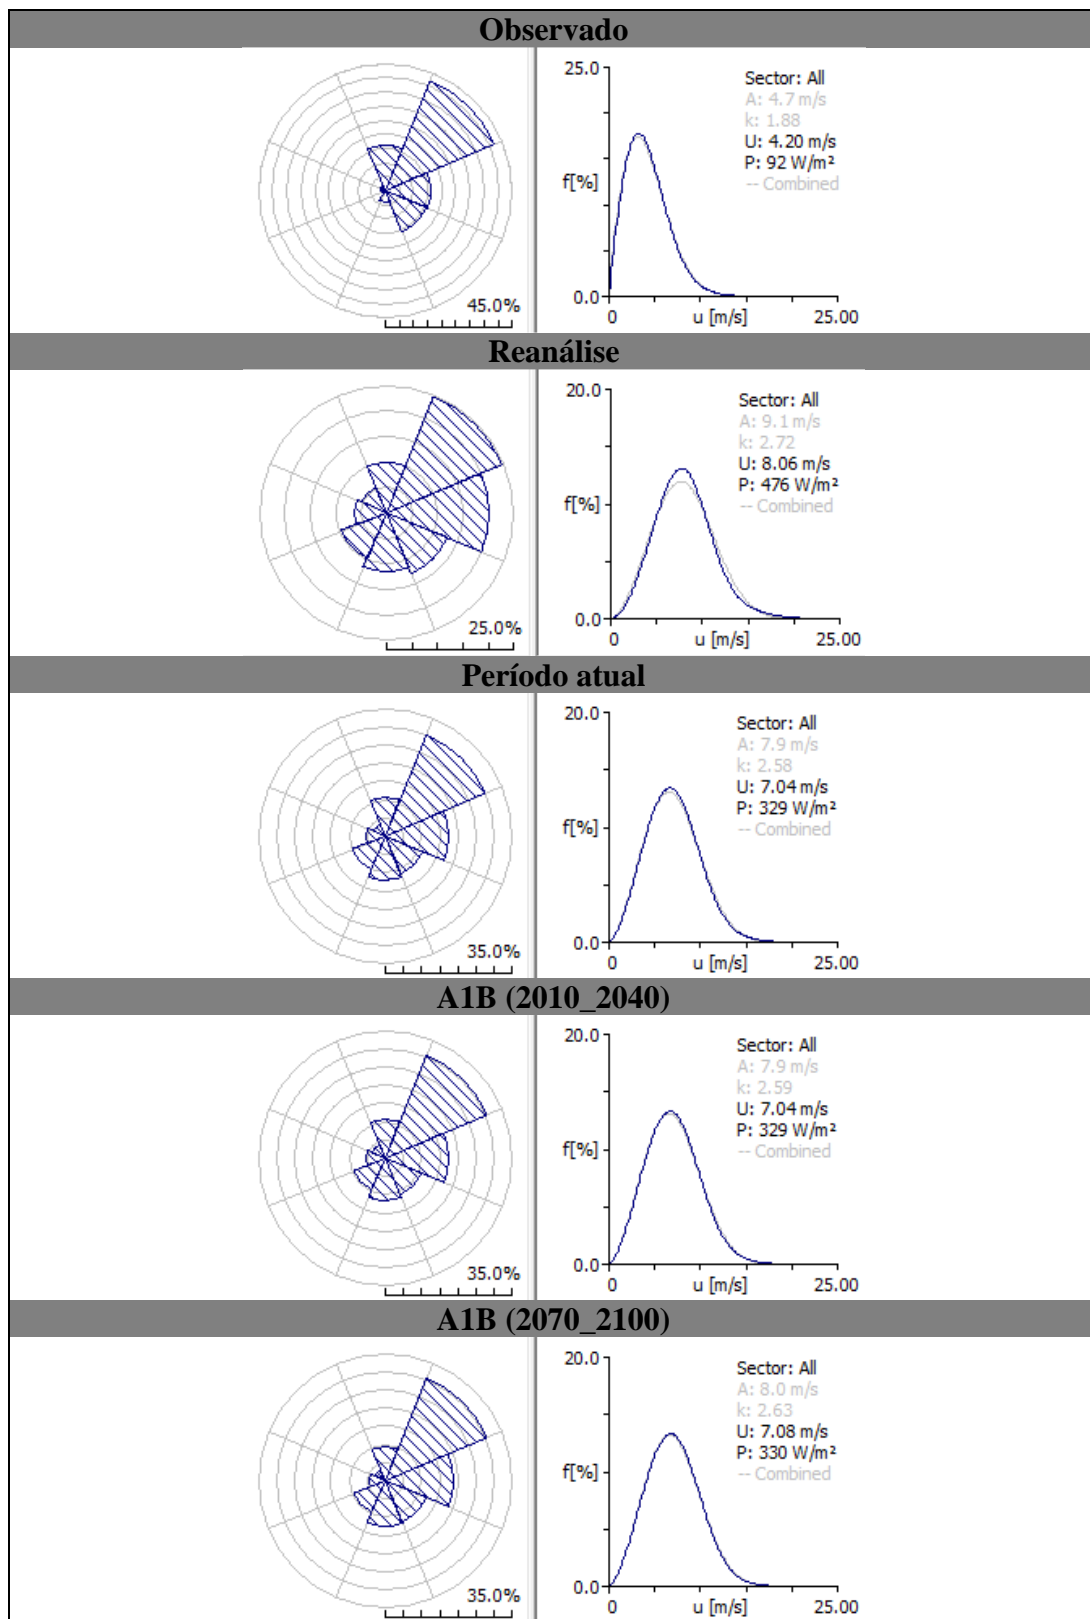 Observado
45.0%
25.0
f[%]
0.0
0
u [m/s]
25.00
Sector: All
A: 4.7 m/s
k: 1.88
U: 4.20 m/s
P: 92 W/m²
-- Combined
Reanálise
25.0%
20.0
f[%]
0.0
0
u [m/s]
25.00
Sector: All
A: 9.1 m/s
k: 2.72
U: 8.06 m/s
P: 476 W/m²
-- Combined
Período atual
35.0%
20.0
f[%]
0.0
0
u [m/s]
25.00
Sector: All
A: 7.9 m/s
k: 2.58
U: 7.04 m/s
P: 329 W/m²
-- Combined
A1B (2010_2040)
35.0%
20.0
f[%]
0.0
0
u [m/s]
25.00
Sector: All
A: 7.9 m/s
k: 2.59
U: 7.04 m/s
P: 329 W/m²
-- Combined
A1B (2070_2100)
35.0%
20.0
f[%]
0.0
0
u [m/s]
25.00
Sector: All
A: 8.0 m/s
k: 2.63
U: 7.08 m/s
P: 330 W/m²
-- Combined